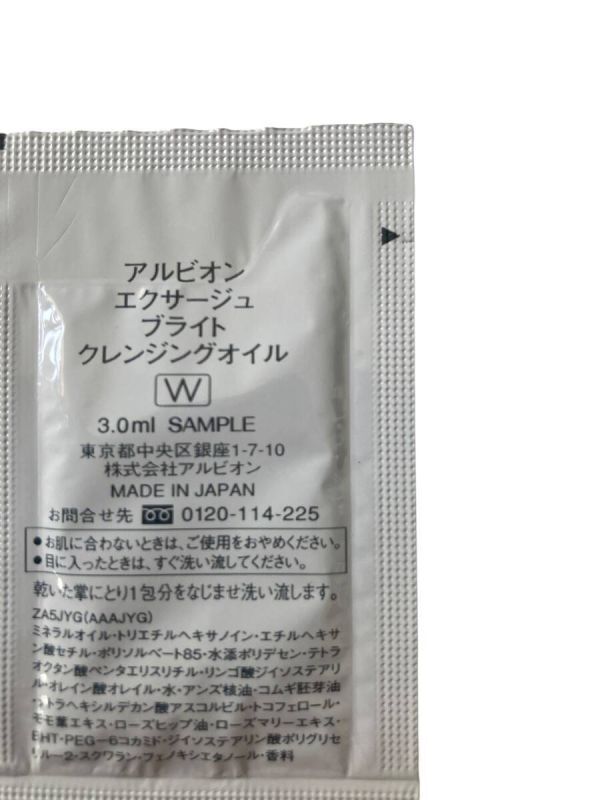 アルビオン
エクサージュ
ブライト
クレンジングオイル
W
3.0ml SAMPLE
東京都中央区銀座1-7-10
株式会社アルビオン
MADE IN JAPAN
お問合せ先 0120-114-225
●お肌に合わないときは、ご使用をおやめください。
●目に入ったときは、すぐ洗い流してください。
乾いた掌にとり1包分をなじませ洗い流します。
ZA5JYG(AAAJYG)
ミネラルオイル・トリエチルヘキサノイン・エチルヘキサ
ン酸セチル・ポリソルベート85・水添ポリデセン・テトラ
オクタン酸ペンタエリスリチル・リンゴ酸ジイソステアリ
ル・オレイン酸オレイル・水・アンズ核油・コムギ胚芽油
・テトラヘキシルデカン酸アスコルビル・トコフェロール・
モモ葉エキス・ローズヒップ油・ローズマリーエキス・
BHT・PEG－6コカミド・ジイソステアリン酸ポリグリセ
リル－2・スクワラン・フェノキシエタノール・香料